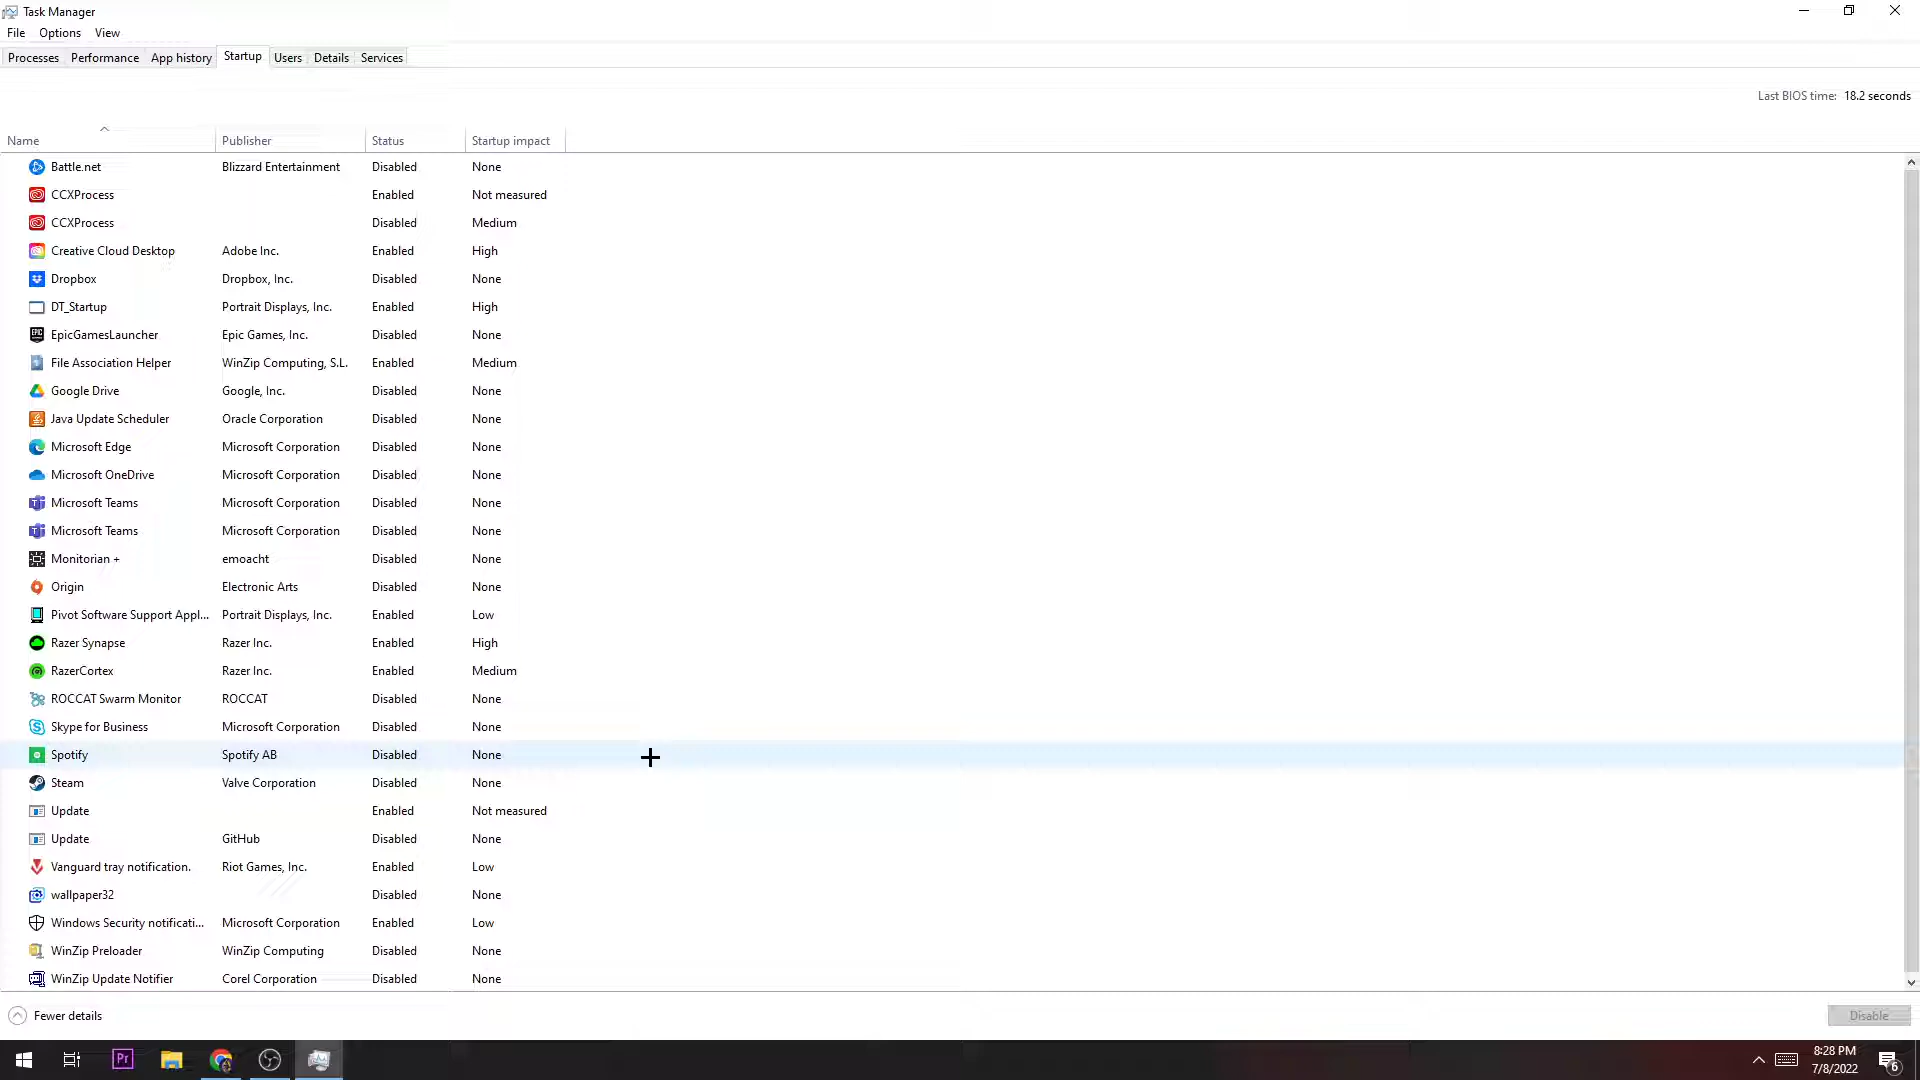 Task Manager
File Options View
Processes Performance App history Startup Users Details Services
Last BIOS time: 18.2 seconds
Name Publisher Status Startup impact
Battle.net Blizzard Entertainment Disabled None
CCXProcess Enabled Not measured
CCXProcess Disabled Medium
Creative Cloud Desktop Adobe Inc. Enabled High
Dropbox Dropbox, Inc. Disabled None
DT_Startup Portrait Displays, Inc. Enabled High
EpicGamesLauncher Epic Games, Inc. Disabled None
File Association Helper WinZip Computing, S.L. Enabled Medium
Google Drive Google, Inc. Disabled None
Java Update Scheduler Oracle Corporation Disabled None
Microsoft Edge Microsoft Corporation Disabled None
Microsoft OneDrive Microsoft Corporation Disabled None
Microsoft Teams Microsoft Corporation Disabled None
Microsoft Teams Microsoft Corporation Disabled None
Monitorian + emoacht Disabled None
Origin Electronic Arts Disabled None
Pivot Software Support Appl... Portrait Displays, Inc. Enabled Low
Razer Synapse Razer Inc. Enabled High
RazerCortex Razer Inc. Enabled Medium
ROCCAT Swarm Monitor ROCCAT Disabled None
Skype for Business Microsoft Corporation Disabled None
Spotify Spotify AB Disabled None
Steam Valve Corporation Disabled None
Update Enabled Not measured
Update GitHub Disabled None
Vanguard tray notification. Riot Games, Inc. Enabled Low
wallpaper32 Disabled None
Windows Security notificati... Microsoft Corporation Enabled Low
WinZip Preloader WinZip Computing Disabled None
WinZip Update Notifier Corel Corporation Disabled None
Fewer details Disable
Pr
8:28 PM
7/8/2022
6